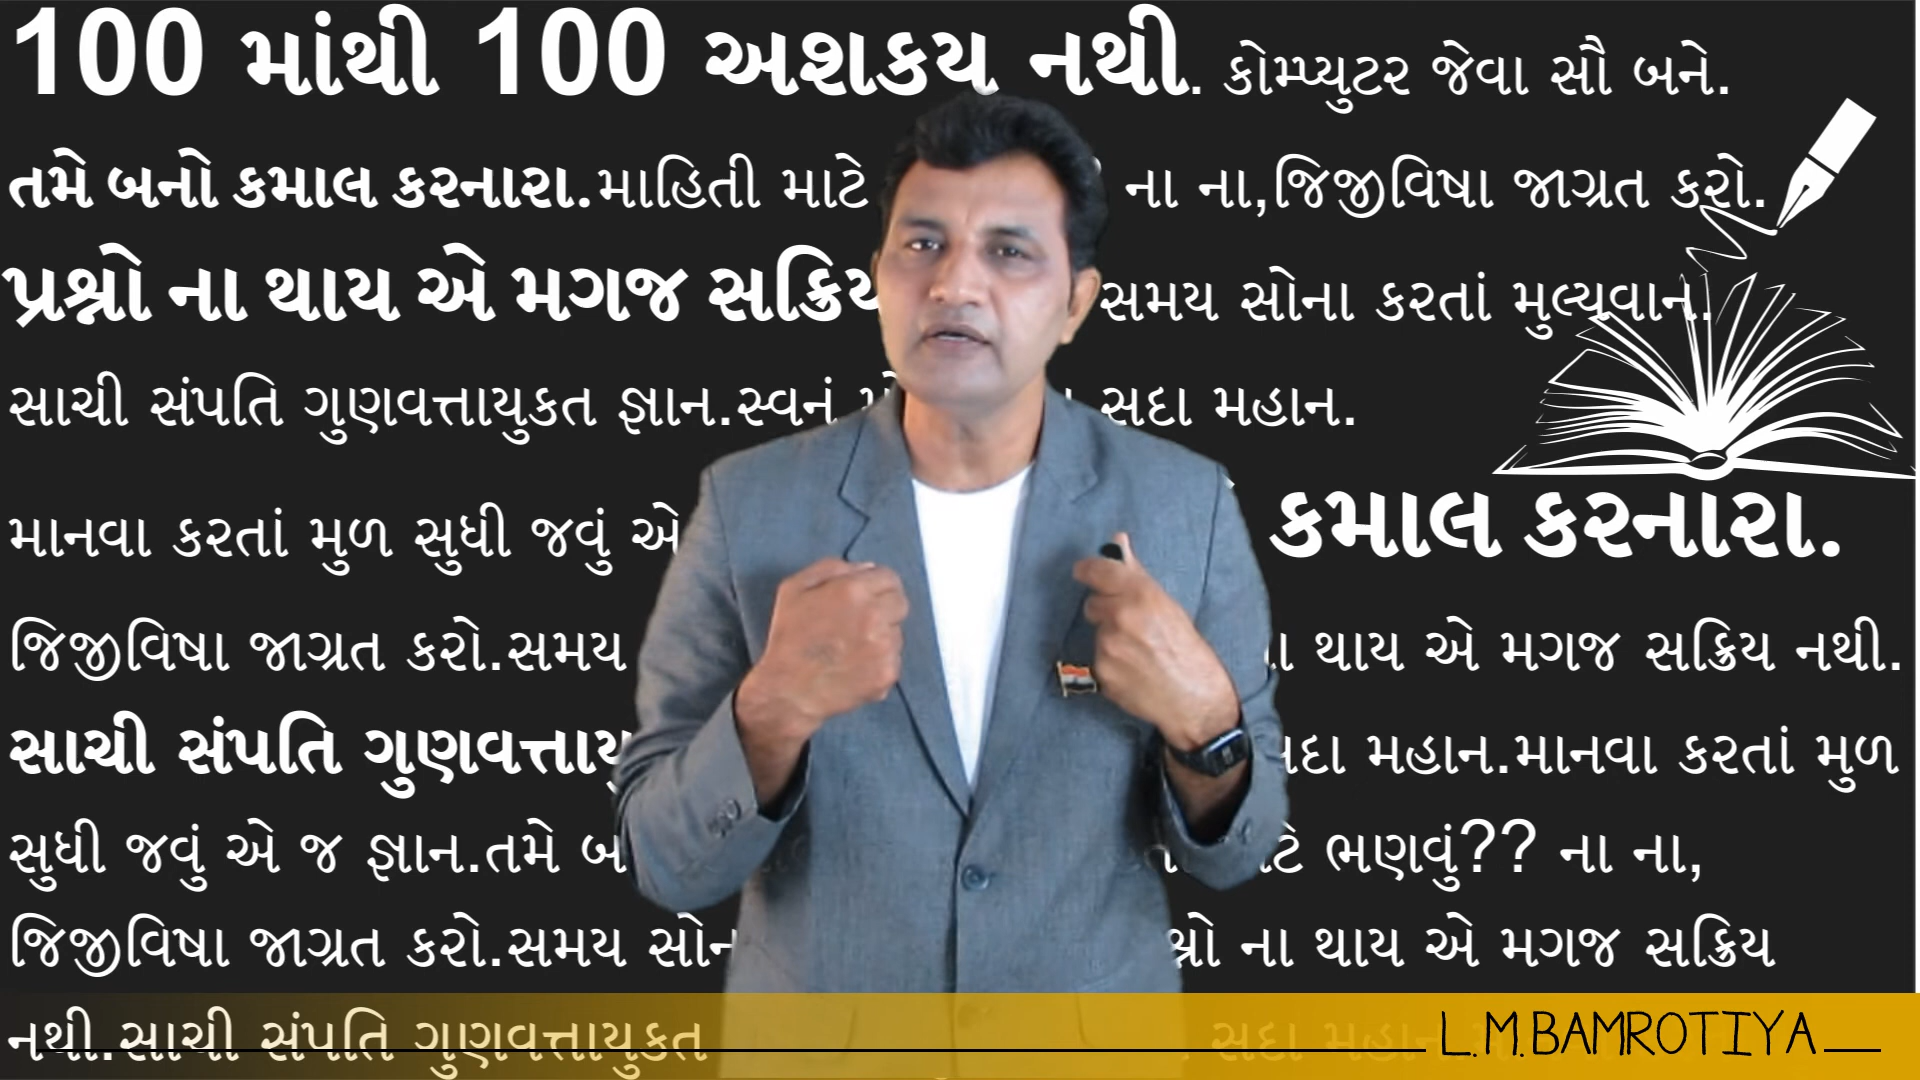 100 માંથી 100 અશકય નથી. કોમ્પ્યુટર જેવા સૌ બને.
તમે બનો કમાલ કરનારા.માહિતી માટે ના ના,જિજીવિષા જાગ્રત કરો.
પ્રશ્નો ના થાય એ મગજ સમય સોના કરતાં મુલ્યવાન.
સાચી સંપતિ ગુણવત્તાયુકત જ્ઞાન.સ્વનં સદા મહાન.
માનવા કરતાં મુળ સુધી જવું એ કમાલ કરનારા.
જિજીવિષા જાગ્રત કરો.સમય થાય એ મગજ સક્રિય નથી.
સાચી સંપતિ મહાન.માનવા કરતાં મુળ
સુધી જવું એ જ જ્ઞાન.તમે ભણવું?? ના ના,
જિજીવિષા જાગ્રત કરો.સમય ના થાય એ મગજ સક્રિય
નથી.સાચી સંપતિ ગુણવત્તાયુકત સદા મહાન
L.M.BAMROTIYA